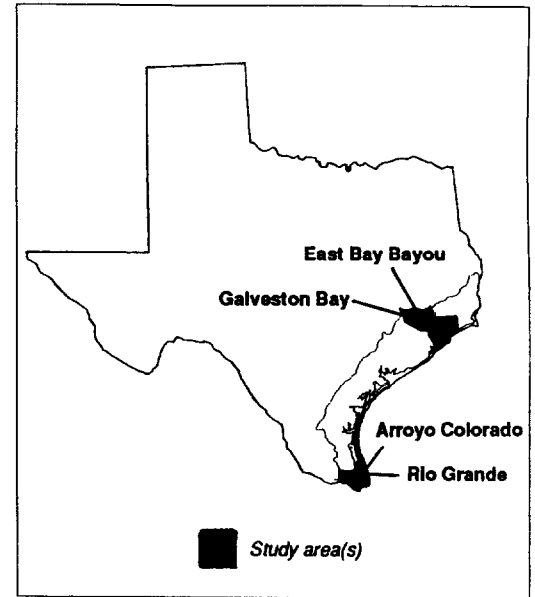 East Bay Bayou
Galveston Bay
Arroyo Colorado
Rio Grande
Study area(s)